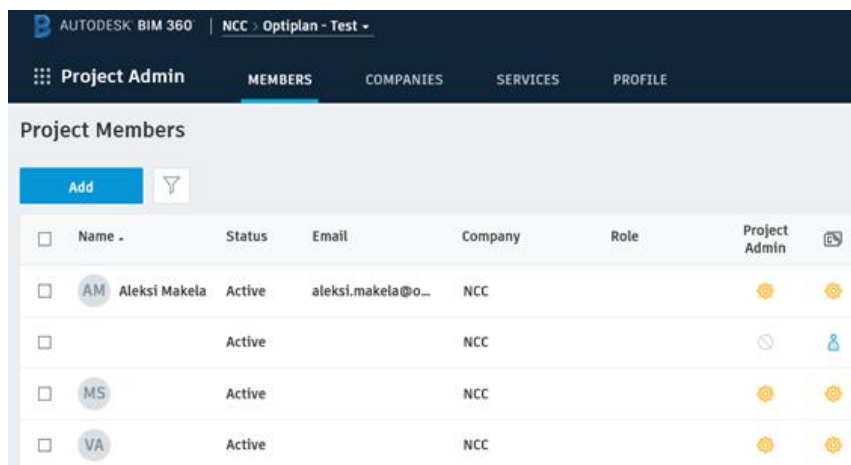 AUTODESK BIM 360 | NCC > Optiplan - Test
Project Admin MEMBERS COMPANIES SERVICES PROFILE
Project Members
Add
Name Status Email Company Role Project Admin
AM Aleksi Makela Active aleksi.makela@o... NCC
Active NCC
MS Active NCC
VA Active NCC